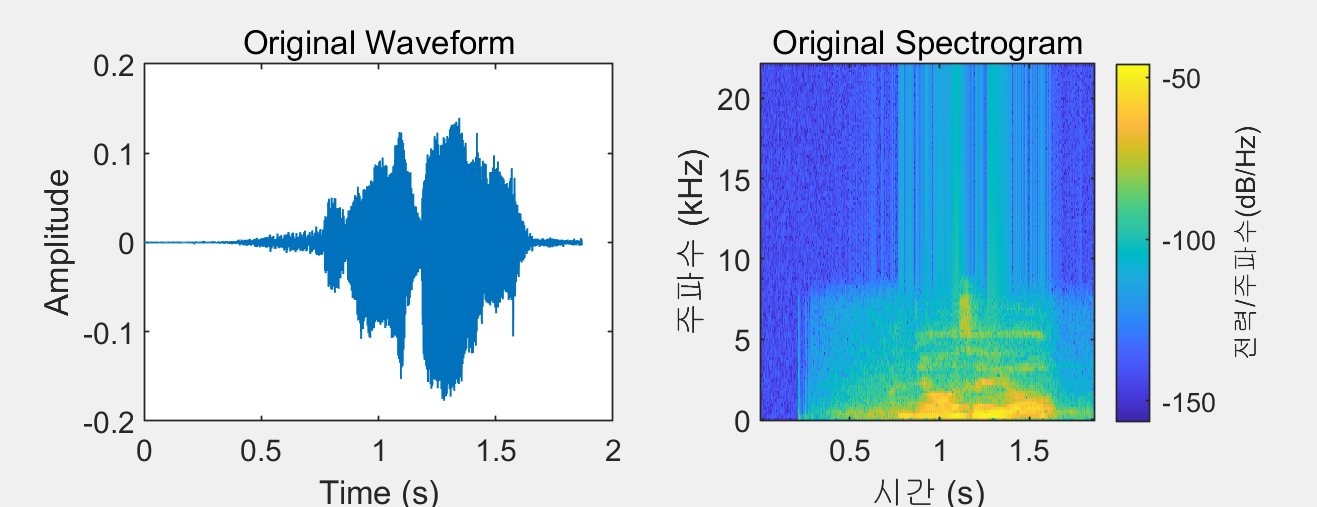 Original Waveform
0.2
0.1
0
-0.1
-0.2
Amplitude
0 0.5 1 1.5 2
Time (s)
Original Spectrogram
20
15
10
5
0
주파수 (kHz)
0.5 1 1.5
시간 (s)
-50
-100
-150
전력/주파수(dB/Hz)